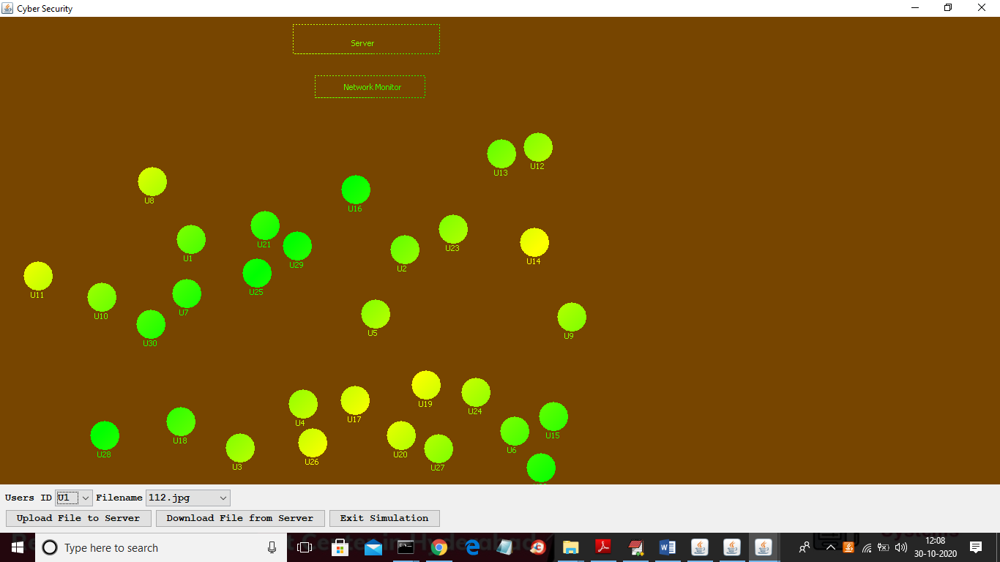 Cyber Security
Server
Network Monitor
U13
U12
U8
U16
U21
U1
U29
U2
U23
U14
U11
U25
U10
U7
U30
U5
U9
U4
U17
U19
U24
U28
U18
U3
U26
U20
U27
U6
U15
Users ID U1 Filename 112.jpg
Upload File to Server Download File from Server Exit Simulation
Type here to search
12:08
30-10-2020